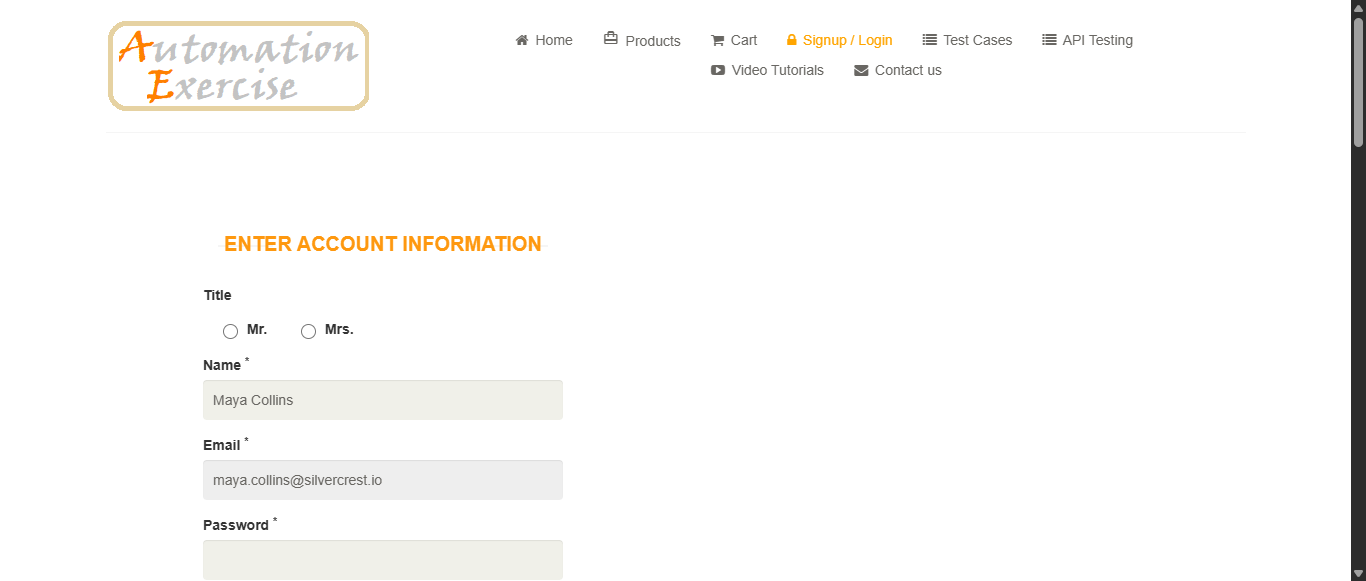 Automation
Exercise
Home Products Cart Signup / Login Test Cases API Testing
Video Tutorials Contact us
ENTER ACCOUNT INFORMATION
Title
Mr. Mrs.
Name *
Maya Collins
Email *
maya.collins@silvercrest.io
Password *